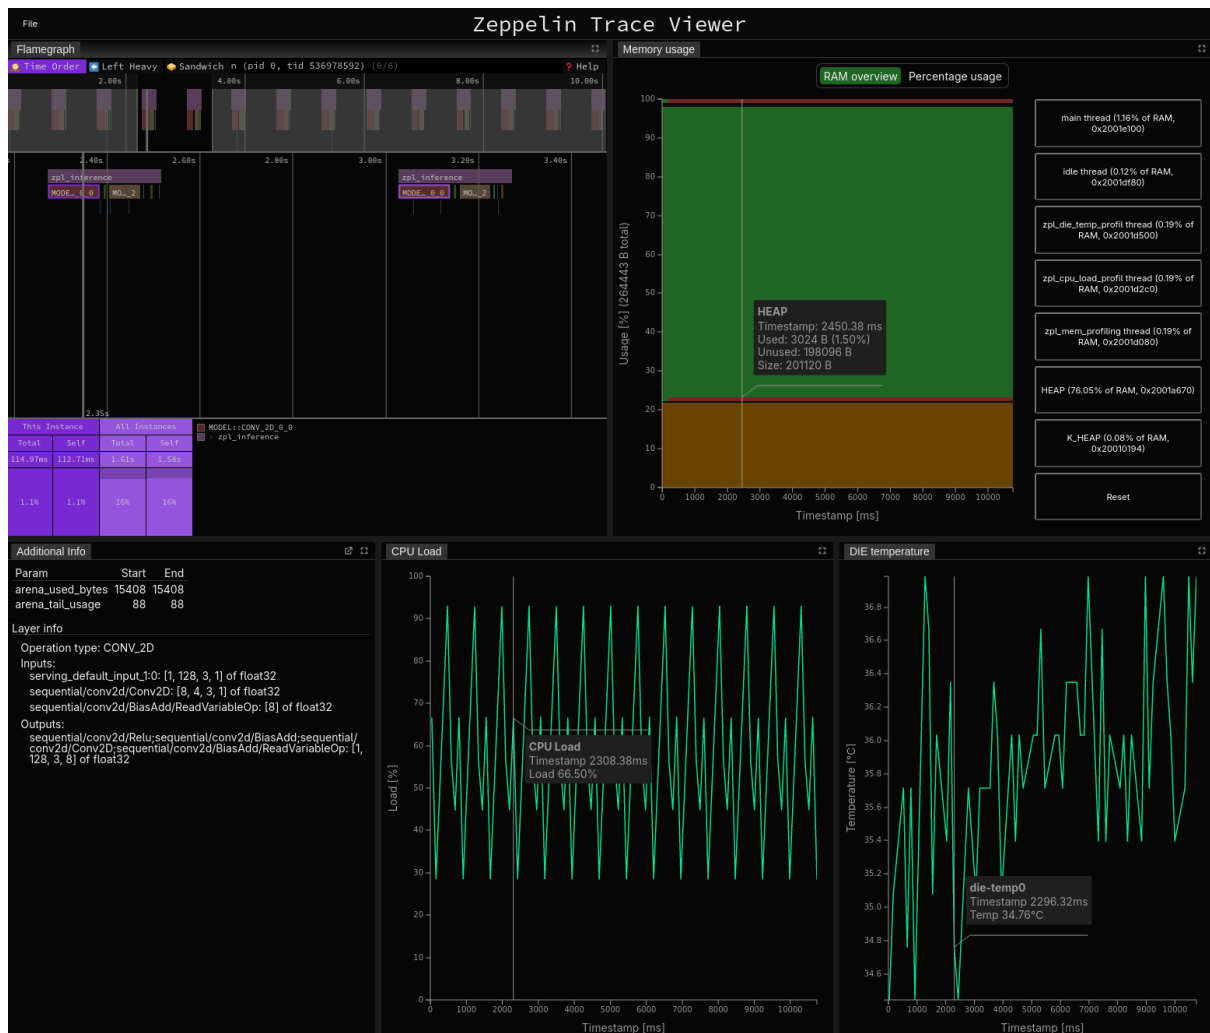 File
Zeppelin Trace Viewer
Flamegraph
Time Order
Left Heavy
Sandwich
n (pid 0, tid 536978592) (6/6)
Help
2.00s 4.00s 6.00s 8.00s 10.00s
2.40s 2.60s 2.80s 3.00s 3.20s 3.40s
zpl_inference zpl_inference
MODE…_0_0 MO…_2 MODE…_0_0 MO…_2
2.35s
This Instance All Instances
Total Self Total Self
114.97ms 112.71ms 1.61s 1.58s
1.1% 1.1% 16% 16%
MODEL::CONV_2D_0_0
> zpl_inference
Memory usage
RAM overview Percentage usage
Usage [%] (264443 B total)
100
90
80
70
60
50
40
30
20
10
0
HEAP
Timestamp: 2450.38 ms
Used: 3024 B (1.50%)
Unused: 198096 B
Size: 201120 B
0 1000 2000 3000 4000 5000 6000 7000 8000 9000 10000
Timestamp [ms]
main thread (1.16% of RAM,
0x2001e100)
idle thread (0.12% of RAM,
0x2001df80)
zpl_die_temp_profil thread (0.19% of
RAM, 0x2001d500)
zpl_cpu_load_profil thread (0.19% of
RAM, 0x2001d2c0)
zpl_mem_profiling thread (0.19% of
RAM, 0x2001d080)
HEAP (76.05% of RAM, 0x2001a670)
K_HEAP (0.08% of RAM,
0x20010194)
Reset
Additional Info
Param Start End
arena_used_bytes 15408 15408
arena_tail_usage 88 88
Layer info
Operation type: CONV_2D
Inputs:
serving_default_input_1:0: [1, 128, 3, 1] of float32
sequential/conv2d/Conv2D: [8, 4, 3, 1] of float32
sequential/conv2d/BiasAdd/ReadVariableOp: [8] of float32
Outputs:
sequential/conv2d/Relu;sequential/conv2d/BiasAdd;sequential/
conv2d/Conv2D;sequential/conv2d/BiasAdd/ReadVariableOp: [1,
128, 3, 8] of float32
CPU Load
Load [%]
100
90
80
70
60
50
40
30
20
10
0
CPU Load
Timestamp 2308.38ms
Load 66.50%
0 1000 2000 3000 4000 5000 6000 7000 8000 9000 10000
Timestamp [ms]
DIE temperature
Temperature [°C]
36.8
36.6
36.4
36.2
36.0
35.8
35.6
35.4
35.2
35.0
34.8
34.6
die-temp0
Timestamp 2296.32ms
Temp 34.76°C
0 1000 2000 3000 4000 5000 6000 7000 8000 9000 10000
Timestamp [ms]